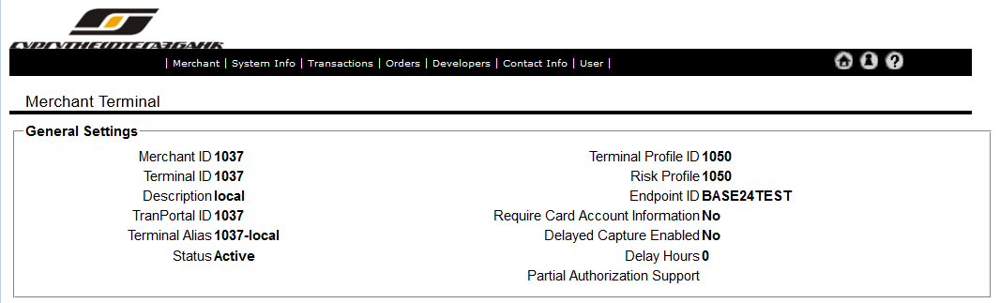 СУРГУТНЕФТЕГАЗБАНК
| Merchant | System Info | Transactions | Orders | Developers | Contact Info | User |
Merchant Terminal
General Settings
Merchant ID 1037
Terminal ID 1037
Description local
TranPortal ID 1037
Terminal Alias 1037-local
Status Active
Terminal Profile ID 1050
Risk Profile 1050
Endpoint ID BASE24TEST
Require Card Account Information No
Delayed Capture Enabled No
Delay Hours 0
Partial Authorization Support